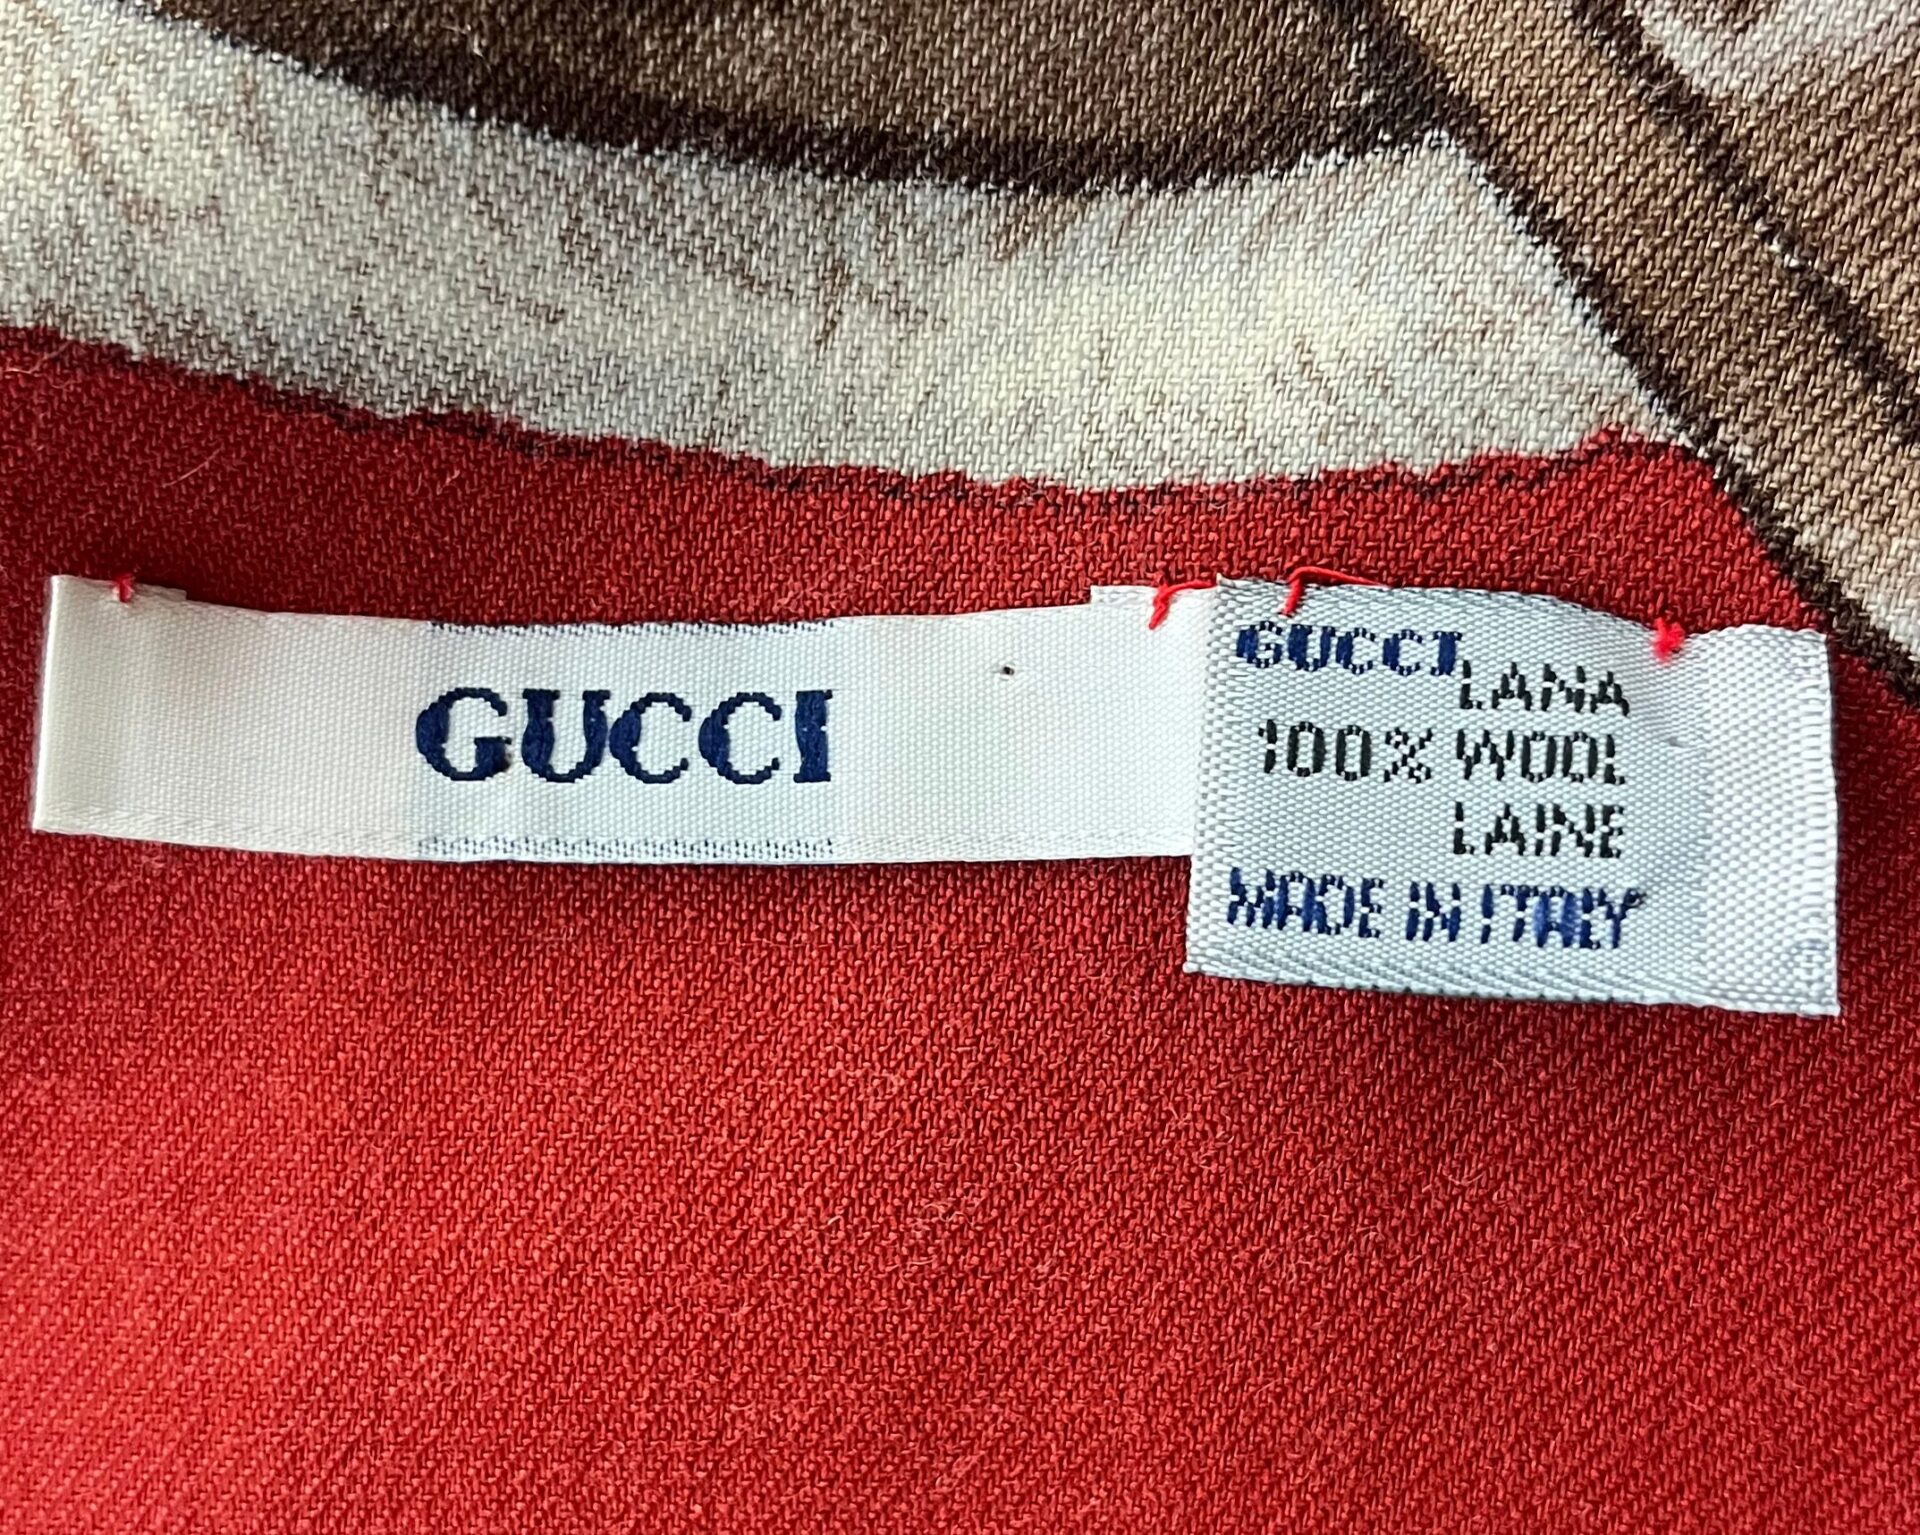 GUCCI
GUCCI
LANA
100% WOOL
LAINE
MADE IN ITALY